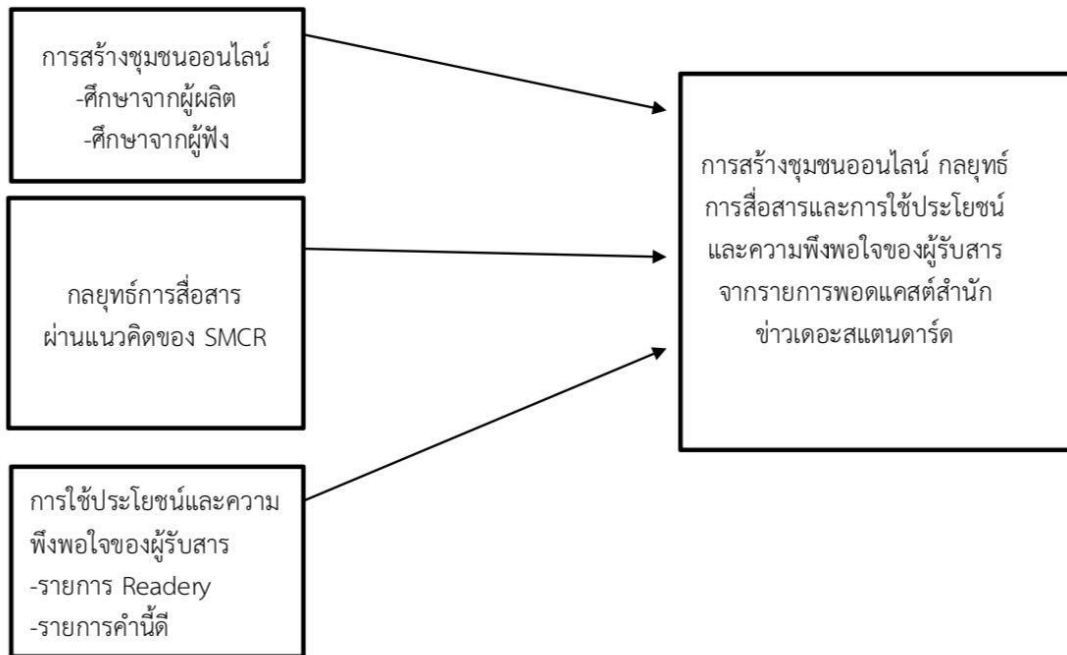 การสร้างชุมชนออนไลน์
-ศึกษาจากผู้ผลิต
-ศึกษาจากผู้ฟัง
กลยุทธ์การสื่อสาร
ผ่านแนวคิดของ SMCR
การใช้ประโยชน์และความ
พึงพอใจของผู้รับสาร
-รายการ Readery
-รายการคำนี้ดี
การสร้างชุมชนออนไลน์ กลยุทธ์
การสื่อสารและการใช้ประโยชน์
และความพึงพอใจของผู้รับสาร
จากรายการพอดแคสต์สำนัก
ข่าวเดอะสแตนดาร์ด